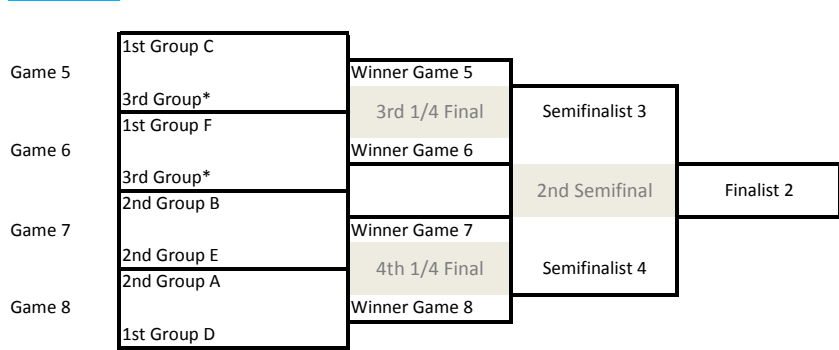 1st Group C
Game 5
Winner Game 5
3rd Group*
3rd 1/4 Final
Semifinalist 3
1st Group F
Game 6
Winner Game 6
3rd Group*
2nd Semifinal
Finalist 2
2nd Group B
Game 7
Winner Game 7
2nd Group E
4th 1/4 Final
Semifinalist 4
2nd Group A
Game 8
Winner Game 8
1st Group D